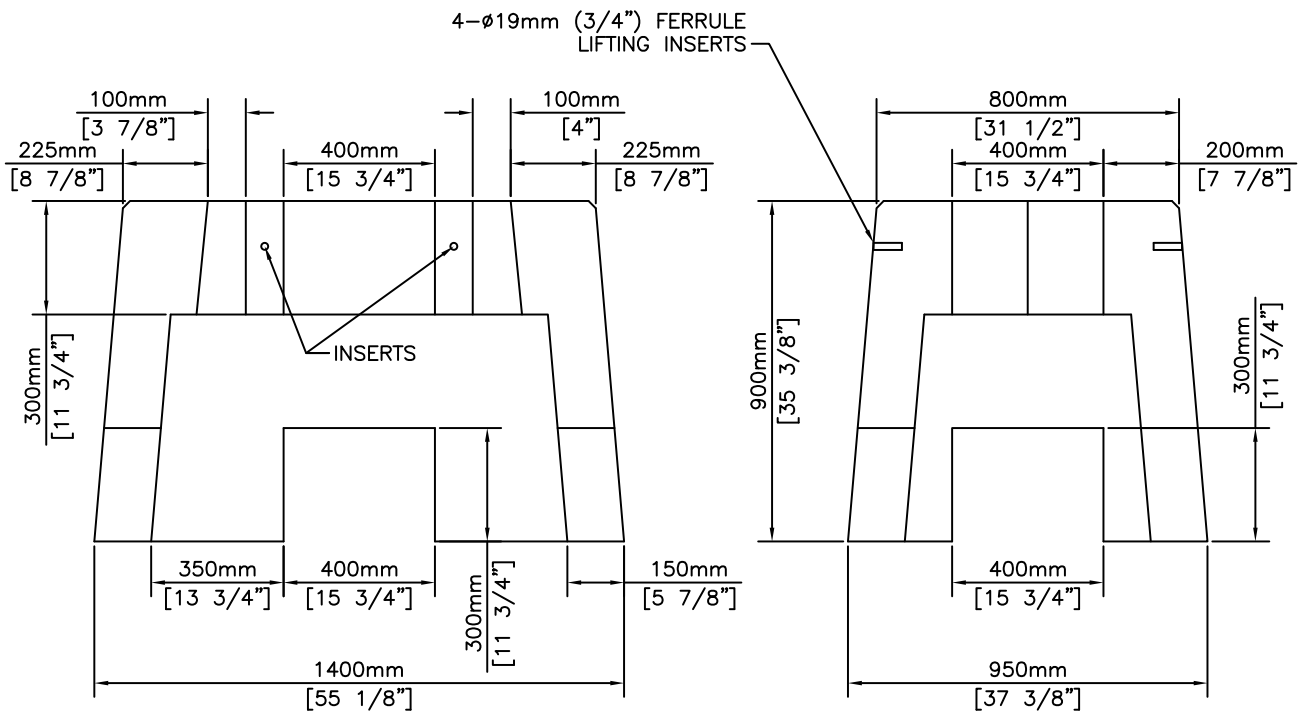 4-ø19mm (3/4") FERRULE
LIFTING INSERTS
100mm
[3 7/8"]
100mm
[4"]
800mm
[31 1/2"]
225mm
[8 7/8"]
400mm
[15 3/4"]
225mm
[8 7/8"]
400mm
[15 3/4"]
200mm
[7 7/8"]
300mm
[11 3/4"]
INSERTS
900mm
[35 3/8"]
300mm
[11 3/4"]
350mm
[13 3/4"]
400mm
[15 3/4"]
300mm
[11 3/4"]
150mm
[5 7/8"]
400mm
[15 3/4"]
1400mm
[55 1/8"]
950mm
[37 3/8"]